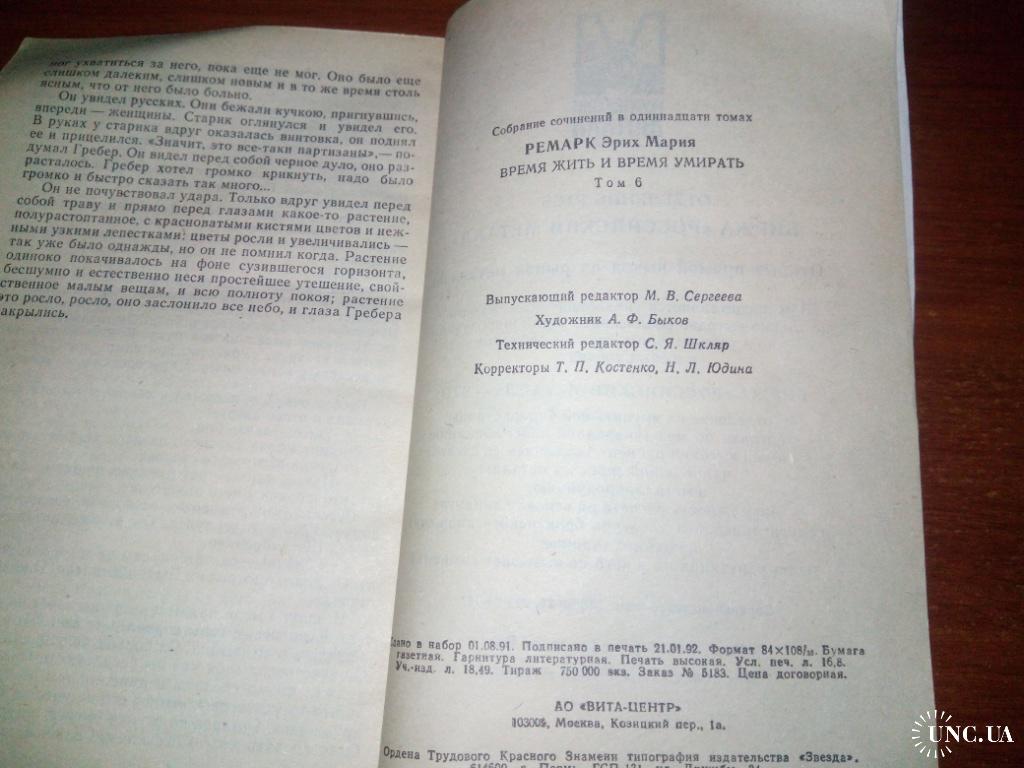 мог ухватиться за него, пока еще не мог. Оно было еще
слишком далеким, слишком новым и в то же время столь
ясным, что от него было больно.
Он увидел русских. Они бежали кучкою, пригнувшись,
впереди — женщины. Старик оглянулся и увидел его.
В руках у старика вдруг оказалась винтовка, он поднял
ее и прицелился. «Значит, это все-таки партизаны»,— по-
думал Гребер. Он видел перед собой черное дуло, оно раз-
расталось. Гребер хотел громко крикнуть, надо было
громко и быстро сказать так много...
Он не почувствовал удара. Только вдруг увидел перед
собой траву и прямо перед глазами какое-то растение,
полурастоптанное, с красноватыми кистями цветов и неж-
ными узкими лепестками; цветы росли и увеличивались —
так уже было однажды, но он не помнил когда. Растение
одиноко покачивалось на фоне сузившегося горизонта,
бесшумно и естественно неся простейшее утешение, свой-
ственное малым вещам, и всю полноту покоя; растение
это росло, росло, оно заслонило все небо, и глаза Гребера
акрылись.
Собрание сочинений в одиннадцати томах
РЕМАРК Эрих Мария
ВРЕМЯ ЖИТЬ И ВРЕМЯ УМИРАТЬ
Том 6
Выпускающий редактор М. В. Сергеева
Художник А. Ф. Быков
Технический редактор С. Я. Шкляр
Корректоры Т. П. Костенко, Н. Л. Юдина
дано в набор 01.08.91. Подписано в печать 21.01.92. Формат 84×108/ Бумага
газетная. Гарнитура литературная. Печать высокая. Усл. печ. л. 16,8.
Уч.-изд. л. 18,49. Тираж 750 000 экз. Заказ № 5183. Цена договорная.
АО «ВИТА-ЦЕНТР»
103009, Москва, Козицкий пер., 1а.
Ордена Трудового Красного Знамени типография издательства «Звезда».
UNC.UA